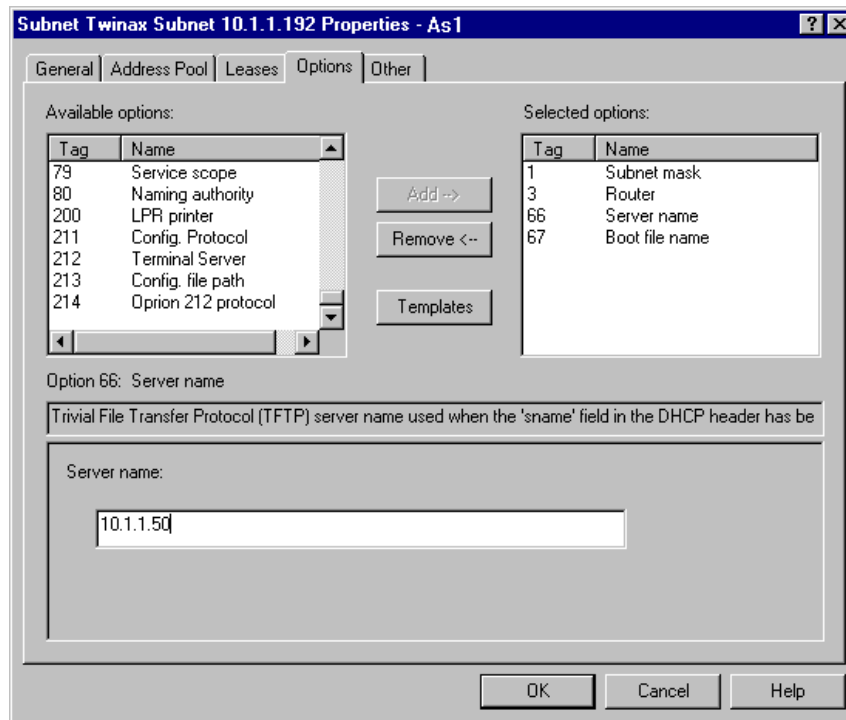 Subnet Twinax Subnet 10.1.1.192 Properties - As1
General Address Pool Leases Options Other
Available options: Selected options:
Tag Name Tag Name
79 Service scope 1 Subnet mask
80 Naming authority Add --> 3 Router
200 LPR printer 66 Server name
211 Config. Protocol Remove <-- 67 Boot file name
212 Terminal Server
213 Config. file path
214 Oprion 212 protocol Templates
Option 66: Server name
Trivial File Transfer Protocol (TFTP) server name used when the 'sname' field in the DHCP header has be
Server name:
10.1.1.50
OK Cancel Help